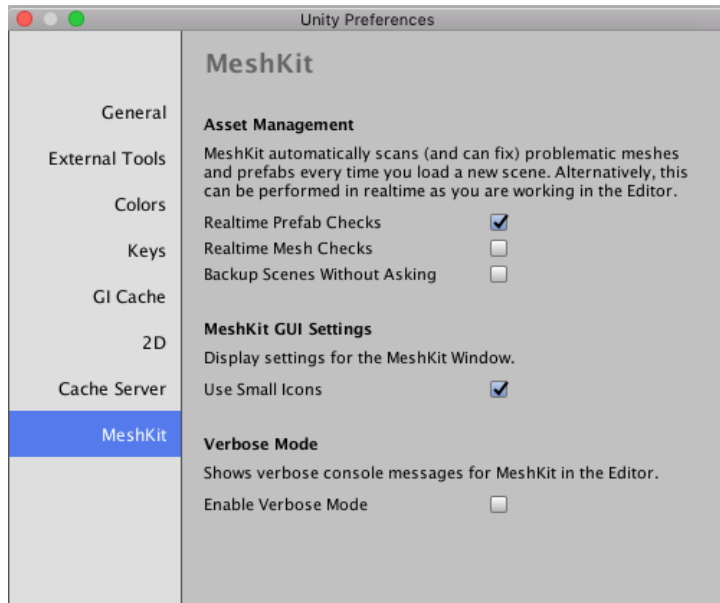 Unity Preferences
MeshKit
General
External Tools
Colors
Keys
GI Cache
2D
Cache Server
MeshKit
Asset Management
MeshKit automatically scans (and can fix) problematic meshes
and prefabs every time you load a new scene. Alternatively, this
can be performed in realtime as you are working in the Editor.
Realtime Prefab Checks
Realtime Mesh Checks
Backup Scenes Without Asking
MeshKit GUI Settings
Display settings for the MeshKit Window.
Use Small Icons
Verbose Mode
Shows verbose console messages for MeshKit in the Editor.
Enable Verbose Mode